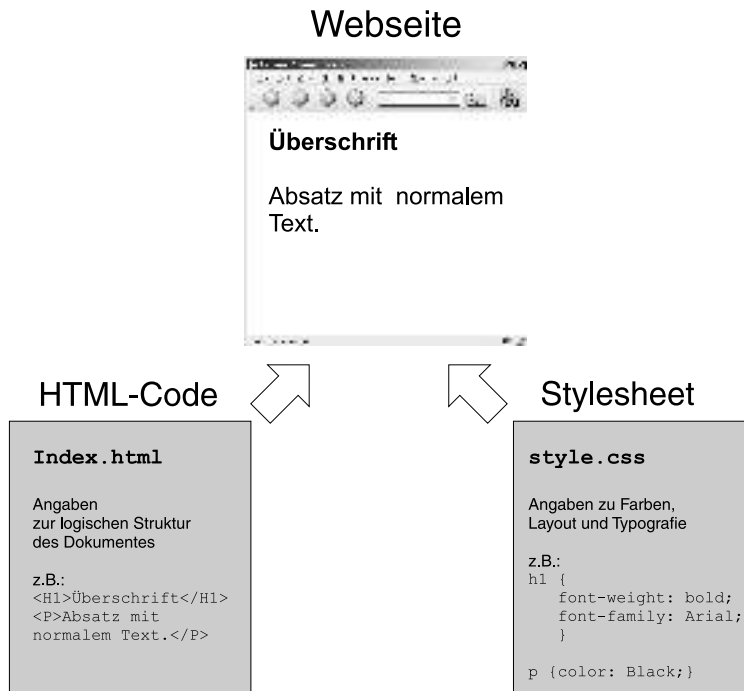 Webseite
Überschrift
Absatz mit normalem
Text.
HTML-Code
Index.html
Angaben
zur logischen Struktur
des Dokumentes
z.B.:
<H1>Überschrift</H1>
<P>Absatz mit
normalem Text.</P>
Stylesheet
style.css
Angaben zu Farben,
Layout und Typografie
z.B.:
h1 {
font-weight: bold;
font-family: Arial;
}
p {color: Black;}